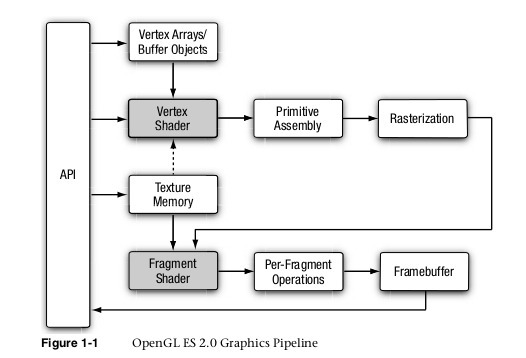 Vertex Arrays/
Buffer Objects
Vertex
Shader
Primitive
Assembly
Rasterization
API
Texture
Memory
Fragment
Shader
Per-Fragment
Operations
Framebuffer
Figure 1-1 OpenGL ES 2.0 Graphics Pipeline